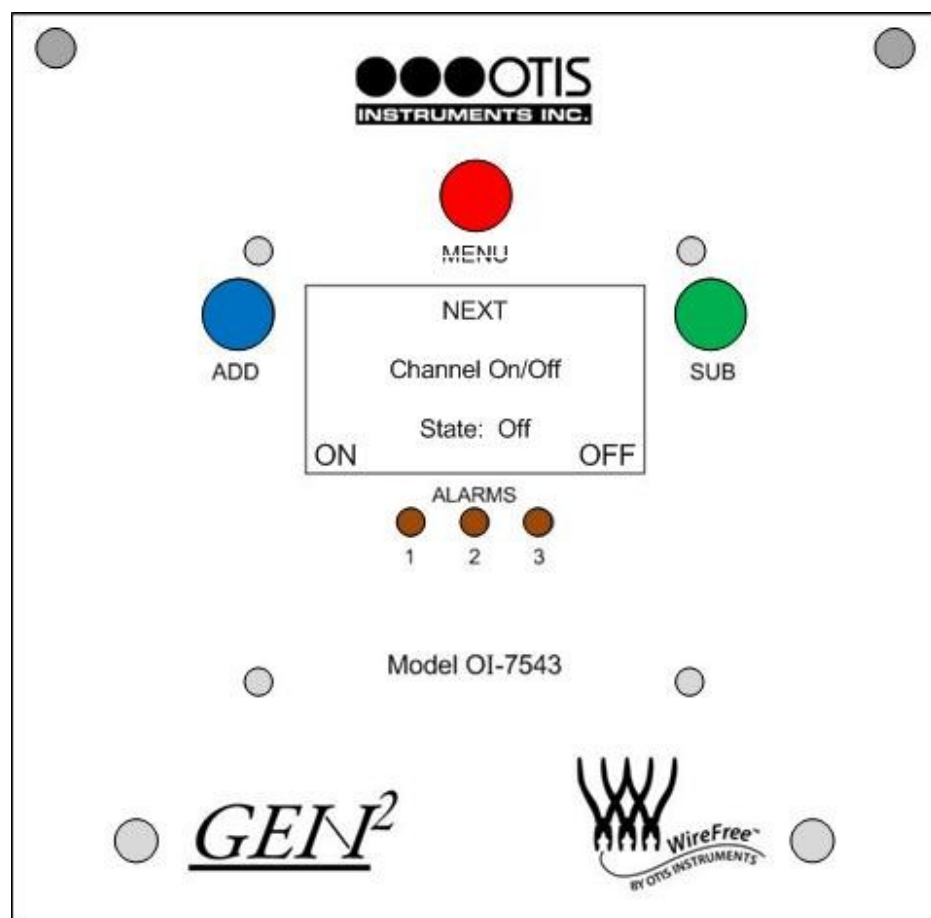 OTIS
INSTRUMENTS INC.
MENU
NEXT
ADD
Channel On/Off
SUB
State: Off
ON OFF
ALARMS
1 2 3
Model OI-7543
GEN²
WireFree™
BY OTIS INSTRUMENTS